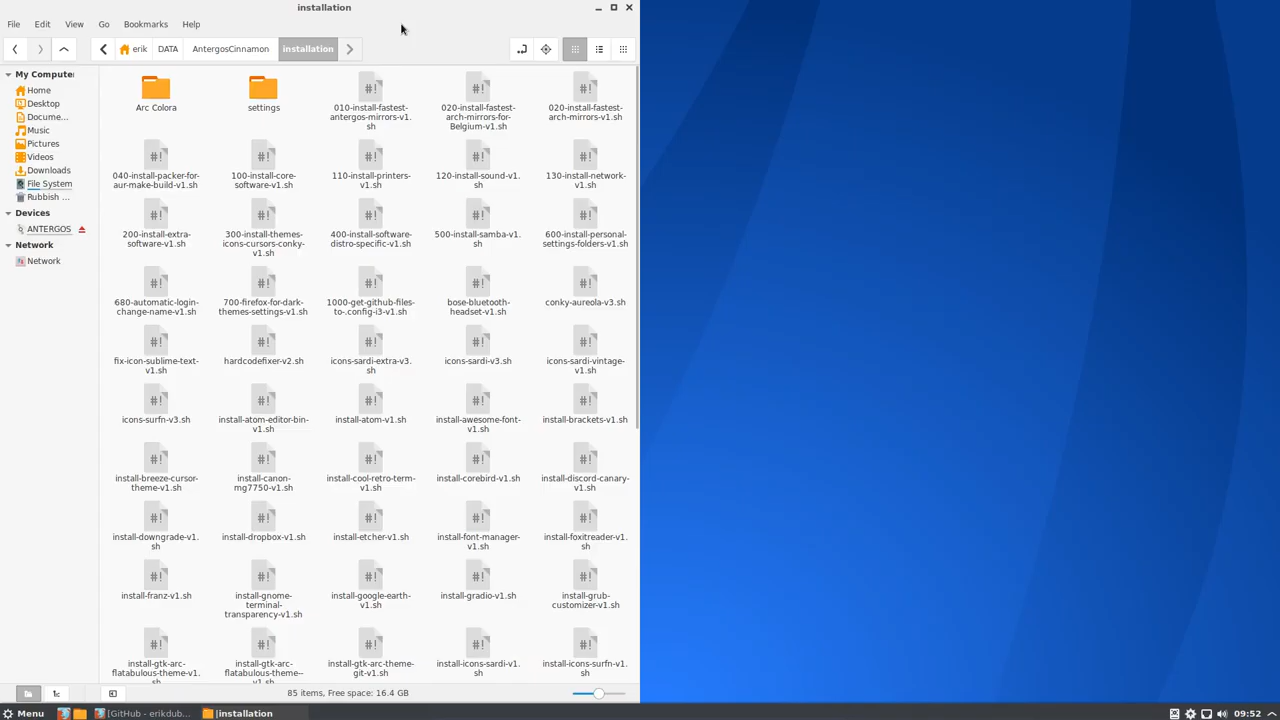 installation
File Edit View Go Bookmarks Help
erik DATA AntergosCinnamon installation
My Compute
Home
Desktop
Docume...
Music
Pictures
Videos
Downloads
File System
Rubbish ...
Devices
ANTERGOS
Network
Network
Arc Colora
settings
010-install-fastest-
antergos-mirrors-v1.
sh
020-install-fastest-
arch-mirrors-for-
Belgium-v1.sh
020-install-fastest-
arch-mirrors-v1.sh
040-install-packer-for-
aur-make-build-v1.sh
100-install-core-
software-v1.sh
110-install-printers-
v1.sh
120-install-sound-v1.
sh
130-install-network-
v1.sh
200-install-extra-
software-v1.sh
300-install-themes-
icons-cursors-conky-
v1.sh
400-install-software-
distro-specific-v1.sh
500-install-samba-v1.
sh
600-install-personal-
settings-folders-v1.sh
680-automatic-login-
change-name-v1.sh
700-firefox-for-dark-
themes-settings-v1.sh
1000-get-github-files-
to-.config-i3-v1.sh
bose-bluetooth-
headset-v1.sh
conky-aureola-v3.sh
fix-icon-sublime-text-
v1.sh
hardcodefixer-v2.sh
icons-sardi-extra-v3.
sh
icons-sardi-v3.sh
icons-sardi-vintage-
v1.sh
icons-surfn-v3.sh
install-atom-editor-bin-
v1.sh
install-atom-v1.sh
install-awesome-font-
v1.sh
install-brackets-v1.sh
install-breeze-cursor-
theme-v1.sh
install-canon-
mg7750-v1.sh
install-cool-retro-term-
v1.sh
install-corebird-v1.sh
install-discord-canary-
v1.sh
install-downgrade-v1.
sh
install-dropbox-v1.sh
install-etcher-v1.sh
install-font-manager-
v1.sh
install-foxitreader-v1.
sh
install-franz-v1.sh
install-gnome-
terminal-
transparency-v1.sh
install-google-earth-
v1.sh
install-gradio-v1.sh
install-grub-
customizer-v1.sh
install-gtk-arc-
flatabulous-theme-v1.
sh
install-gtk-arc-
flatabulous-theme--
v1.sh
install-gtk-arc-theme-
git-v1.sh
install-icons-sardi-v1.
sh
install-icons-surfn-v1.
sh
85 items, Free space: 16.4 GB
Menu [GitHub - erikdub... [installation 09:52